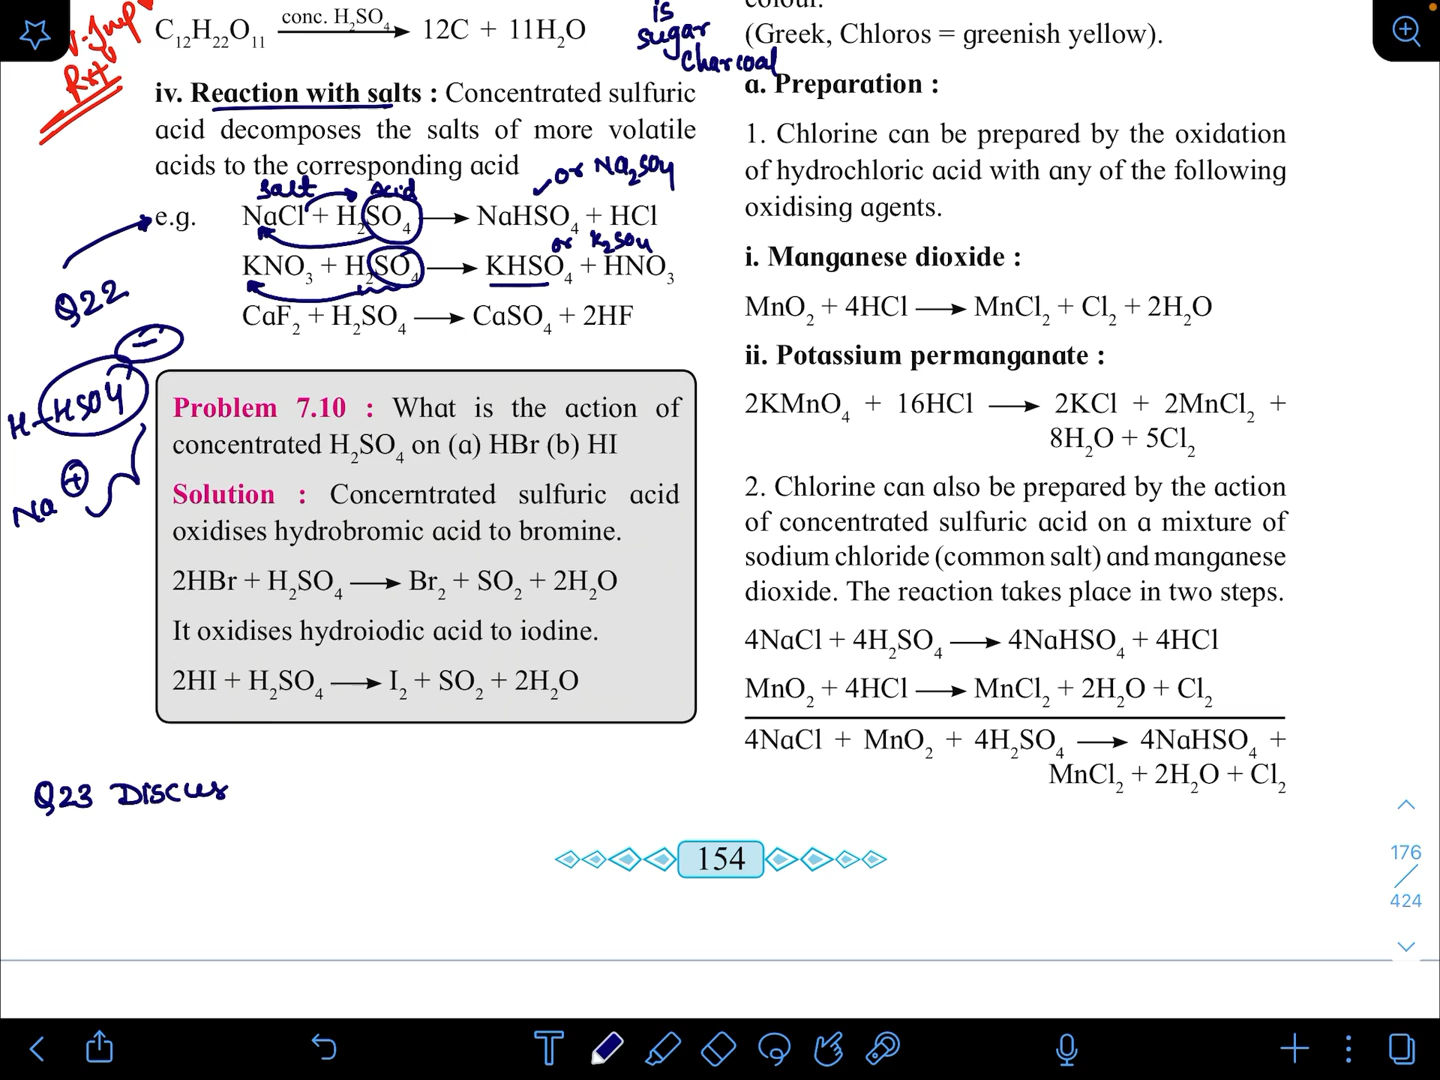 V. Imp
Rxn
C₁₂H₂₂O₁₁ —conc. H₂SO₄→ 12C + 11H₂O
is
sugar
charcoal
iv. Reaction with salts : Concentrated sulfuric
acid decomposes the salts of more volatile
acids to the corresponding acid
or Na₂SO₄
salt acid
e.g. NaCl + H₂SO₄ ⟶ NaHSO₄ + HCl
or K₂SO₄
KNO₃ + H₂SO₄ ⟶ KHSO₄ + HNO₃
Q22
CaF₂ + H₂SO₄ ⟶ CaSO₄ + 2HF
H-HSO4 −
Na +
Problem 7.10 : What is the action of
concentrated H₂SO₄ on (a) HBr (b) HI
Solution : Concerntrated sulfuric acid
oxidises hydrobromic acid to bromine.
2HBr + H₂SO₄ ⟶ Br₂ + SO₂ + 2H₂O
It oxidises hydroiodic acid to iodine.
2HI + H₂SO₄ ⟶ I₂ + SO₂ + 2H₂O
Q23 DISCUS
(Greek, Chloros = greenish yellow).
a. Preparation :
1. Chlorine can be prepared by the oxidation
of hydrochloric acid with any of the following
oxidising agents.
i. Manganese dioxide :
MnO₂ + 4HCl ⟶ MnCl₂ + Cl₂ + 2H₂O
ii. Potassium permanganate :
2KMnO₄ + 16HCl ⟶ 2KCl + 2MnCl₂ +
8H₂O + 5Cl₂
2. Chlorine can also be prepared by the action
of concentrated sulfuric acid on a mixture of
sodium chloride (common salt) and manganese
dioxide. The reaction takes place in two steps.
4NaCl + 4H₂SO₄ ⟶ 4NaHSO₄ + 4HCl
MnO₂ + 4HCl ⟶ MnCl₂ + 2H₂O + Cl₂
4NaCl + MnO₂ + 4H₂SO₄ ⟶ 4NaHSO₄ +
MnCl₂ + 2H₂O + Cl₂
154
176
424
T